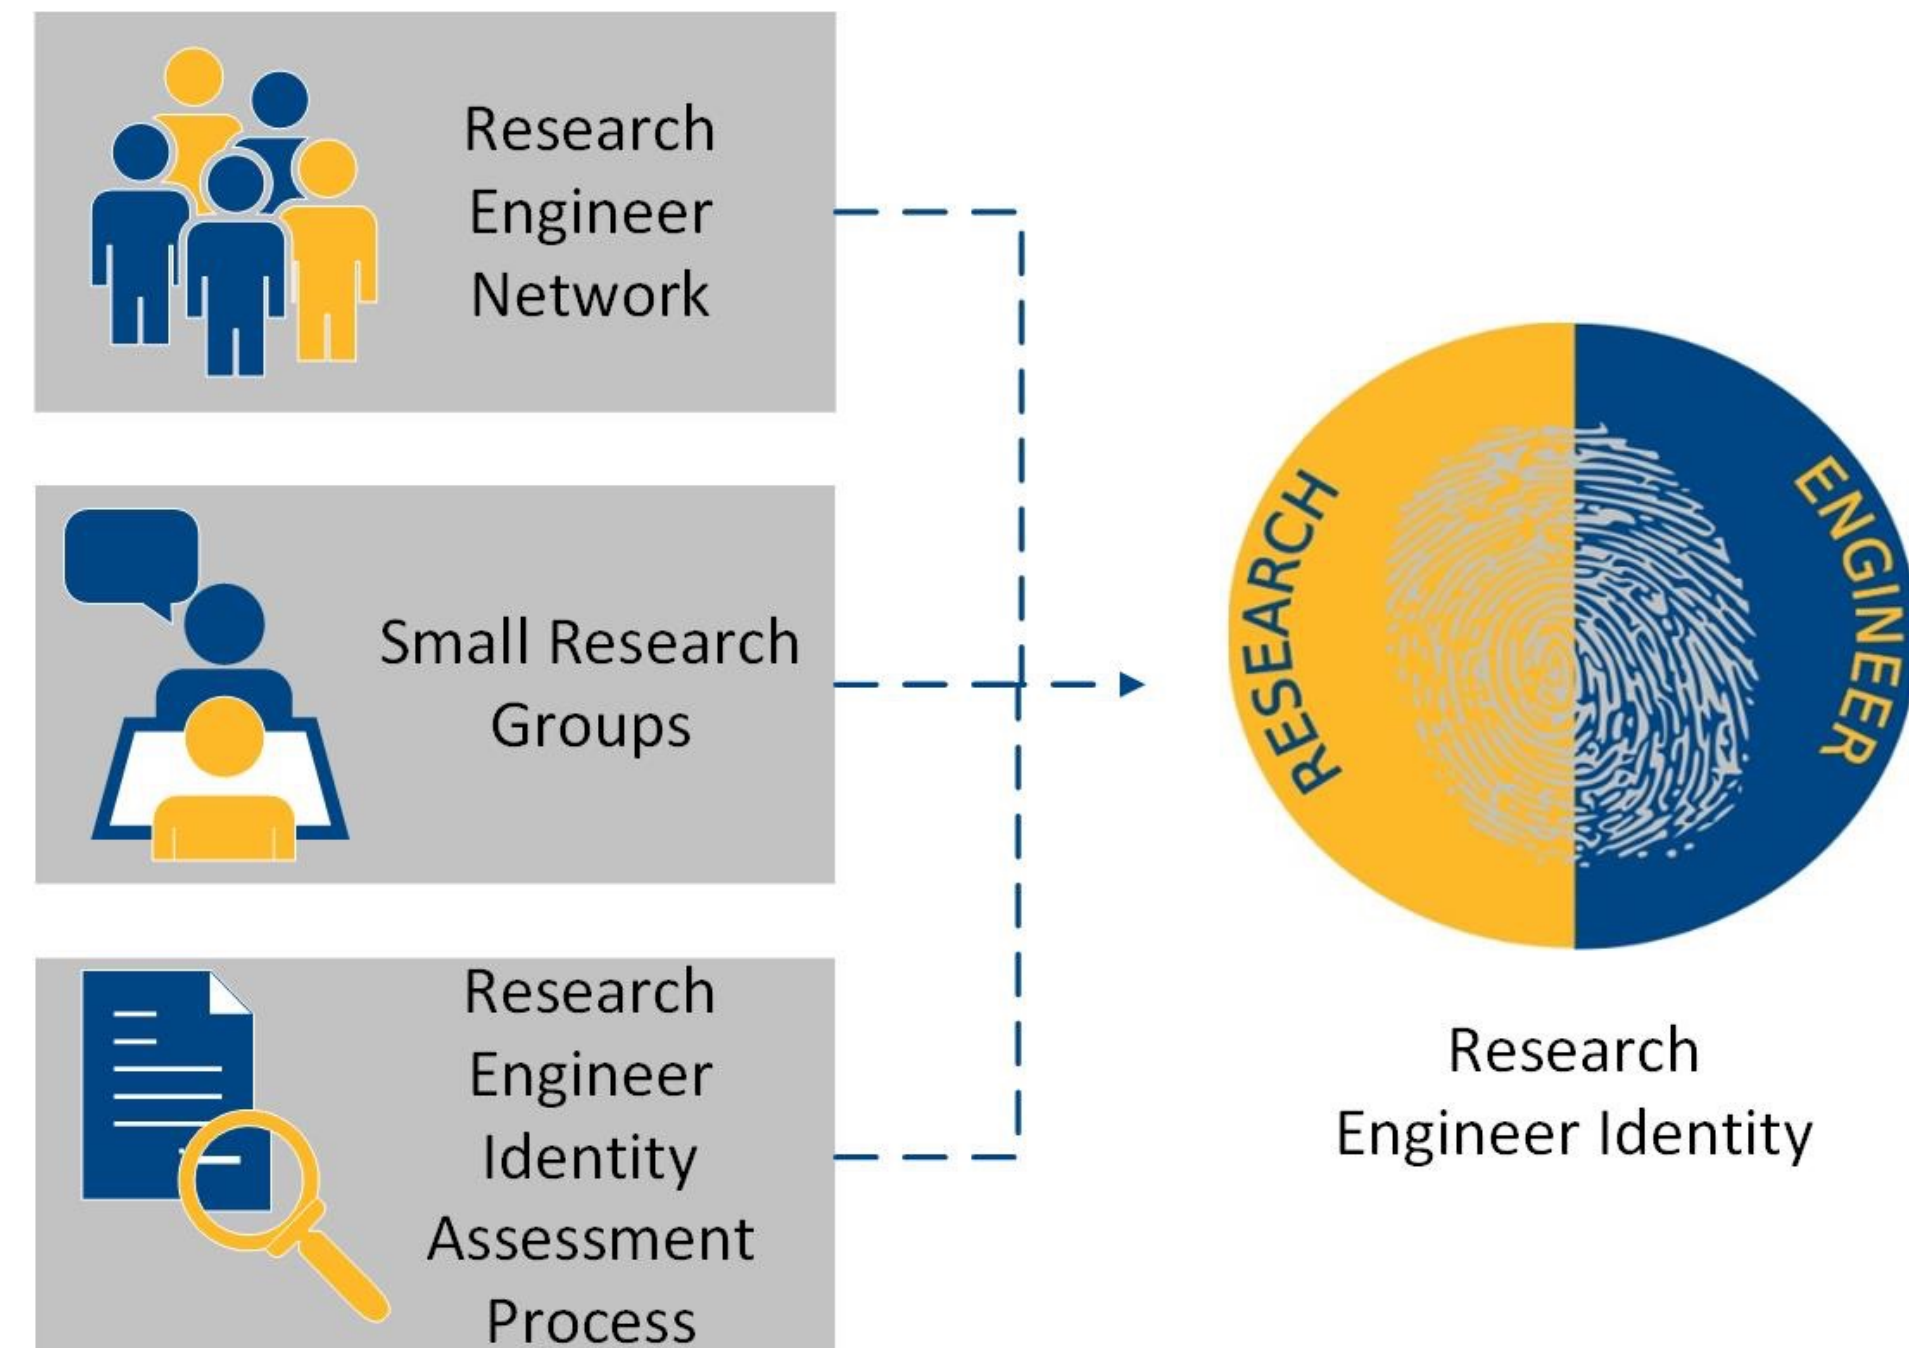 Research
Engineer
Network
Small Research
Groups
Research
Engineer
Identity
Assessment
Process
RESEARCH
ENGINEER
Research
Engineer Identity